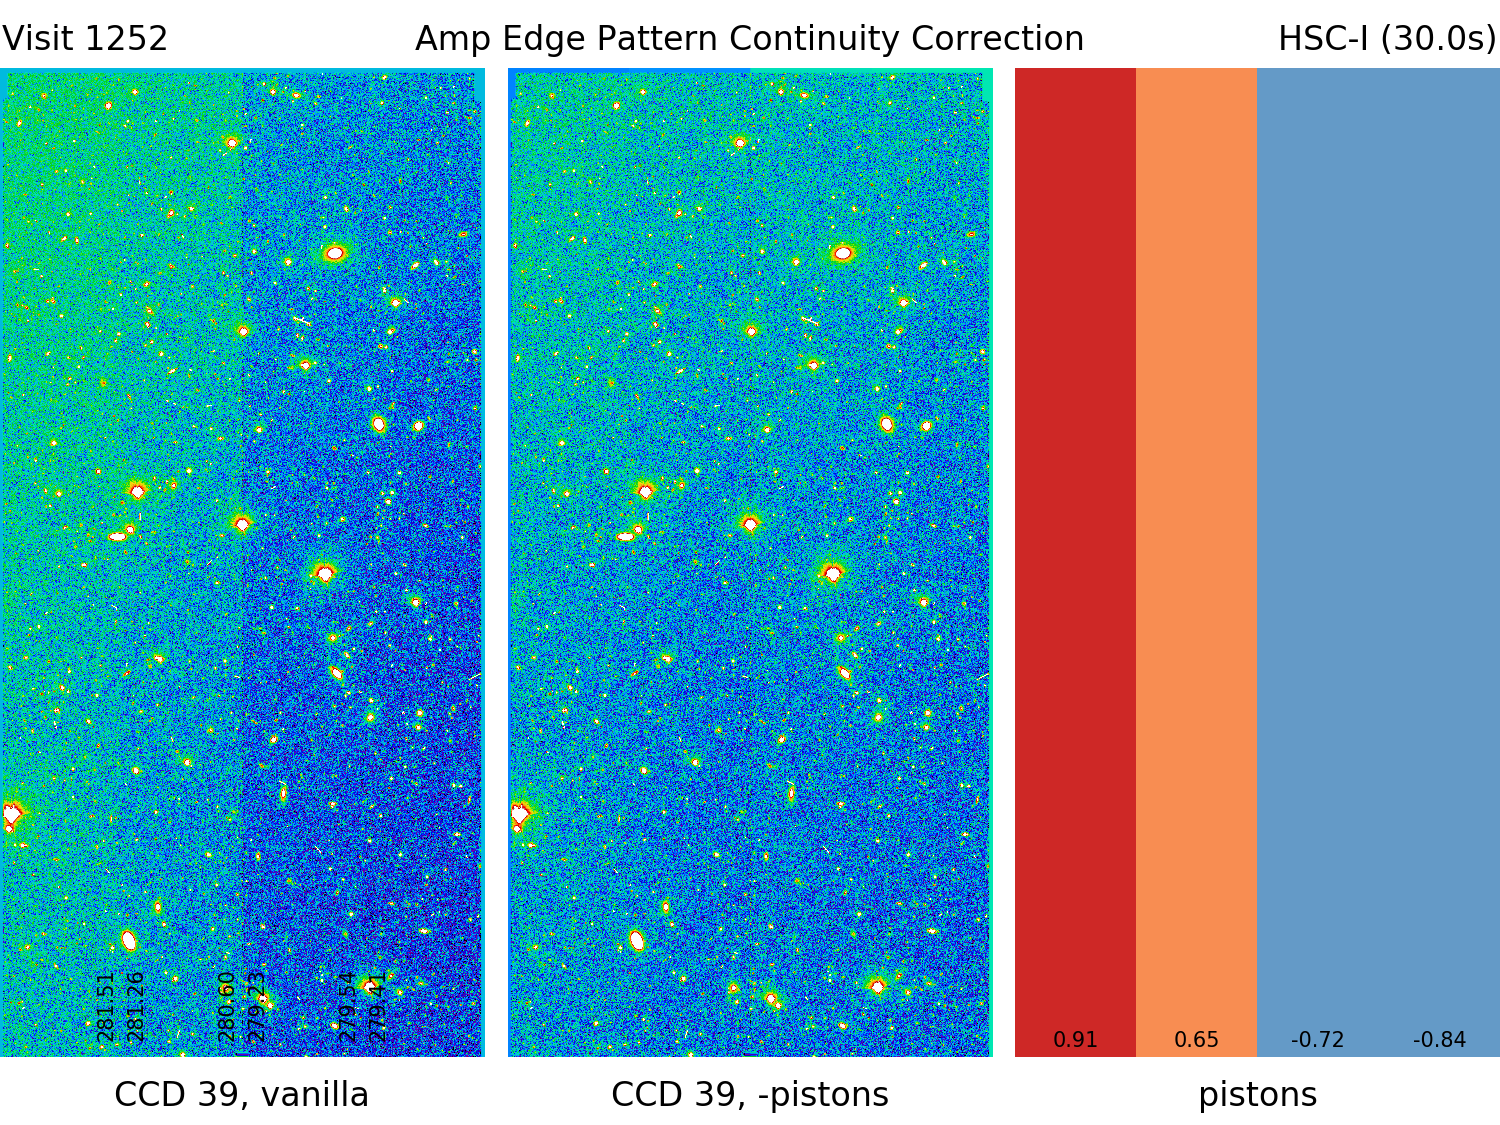 Visit 1252
Amp Edge Pattern Continuity Correction
HSC-I (30.0s)
281.51
281.26
280.60
279.23
279.54
279.41
0.91
0.65
-0.72
-0.84
CCD 39, vanilla
CCD 39, -pistons
pistons